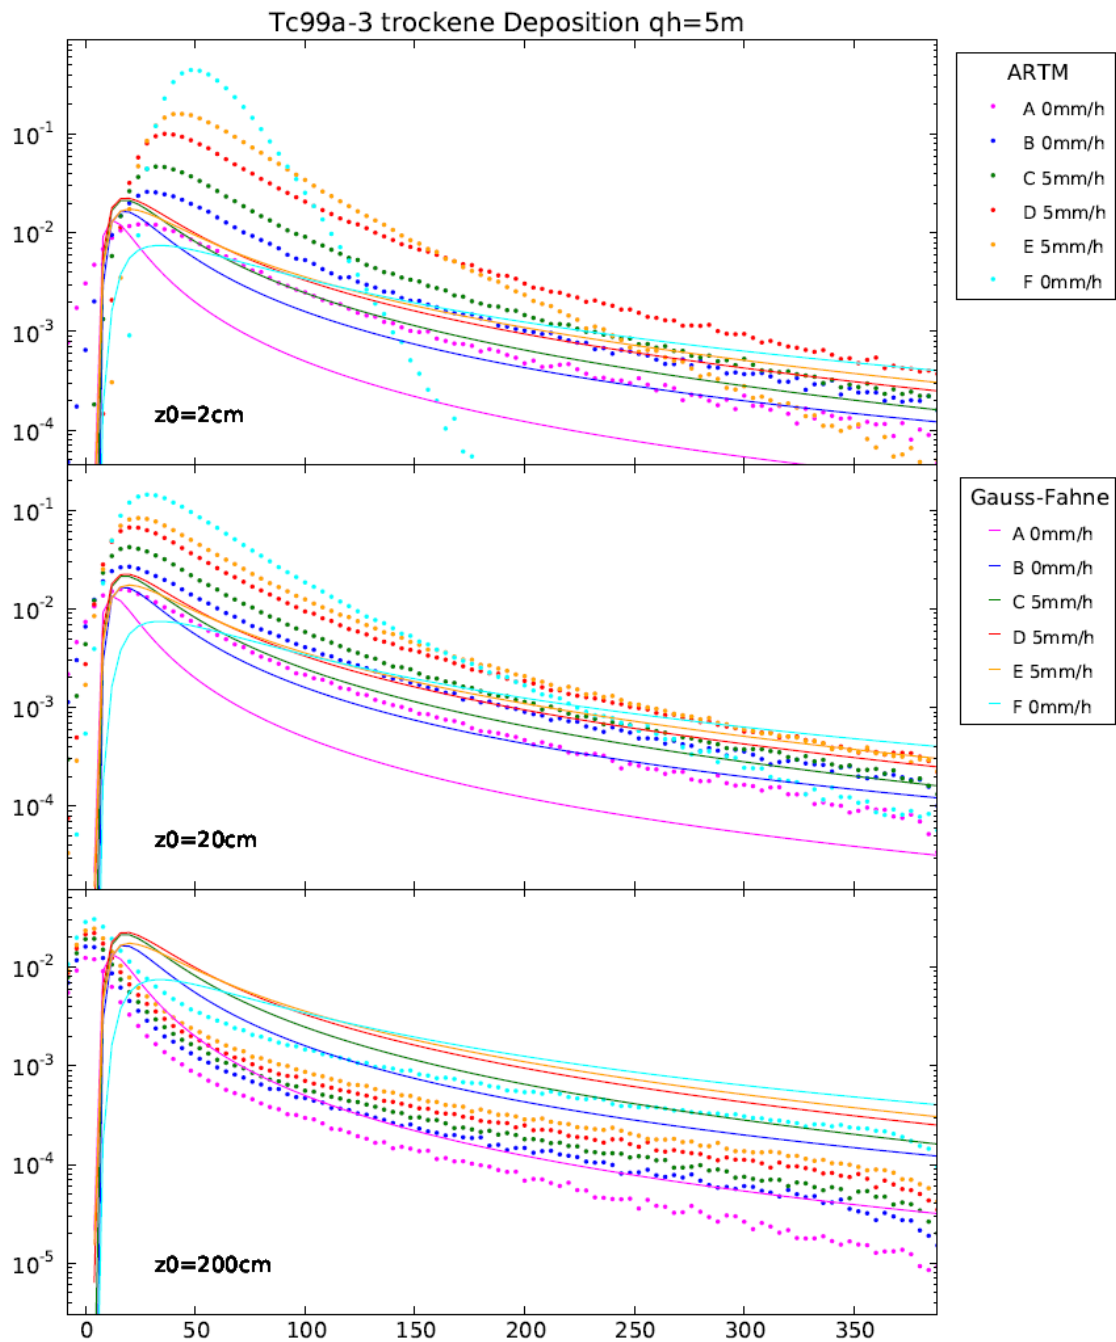 Tc99a-3 trockene Deposition qh=5m
10^-1
10^-2
10^-3
10^-4
z0=2cm
ARTM
A 0mm/h
B 0mm/h
C 5mm/h
D 5mm/h
E 5mm/h
F 0mm/h
10^-1
10^-2
10^-3
10^-4
z0=20cm
Gauss-Fahne
A 0mm/h
B 0mm/h
C 5mm/h
D 5mm/h
E 5mm/h
F 0mm/h
10^-2
10^-3
10^-4
10^-5
z0=200cm
0 50 100 150 200 250 300 350